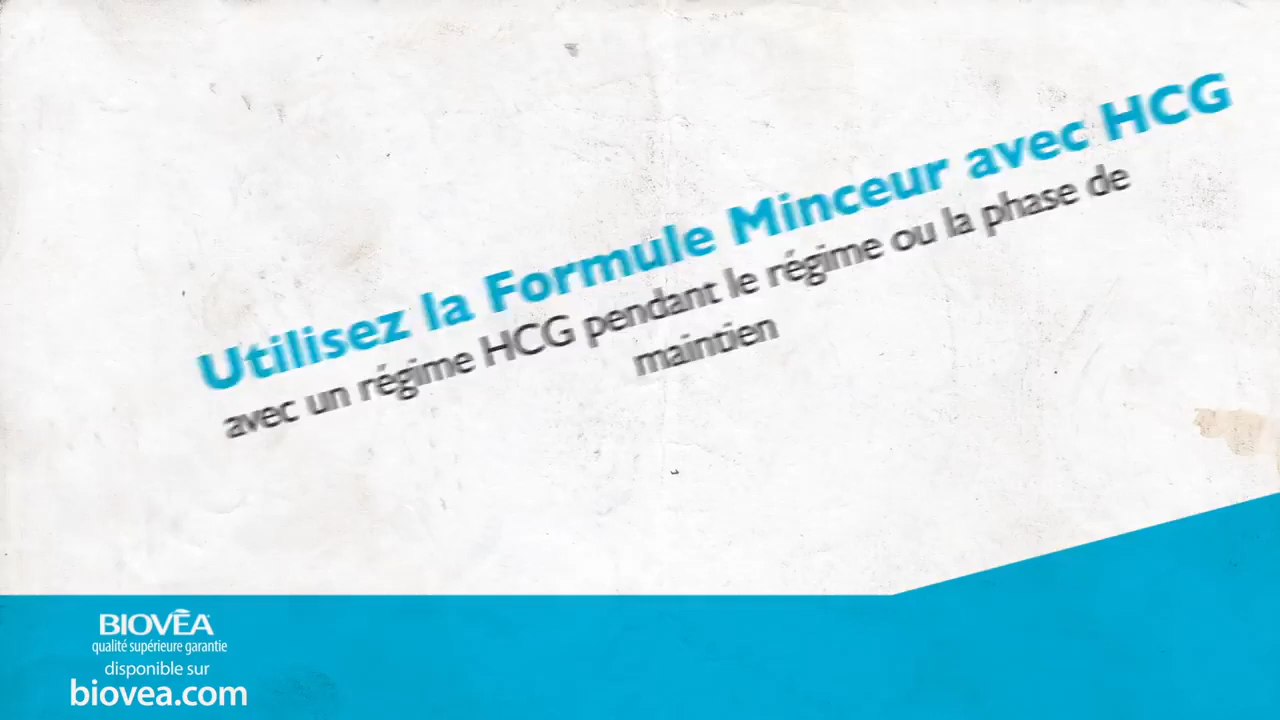 Utilisez la Formule Minceur avec HCG
avec un régime HCG pendant le régime ou la phase de
maintien
BIOVĒA
qualité supérieure garantie
disponible sur
biovea.com